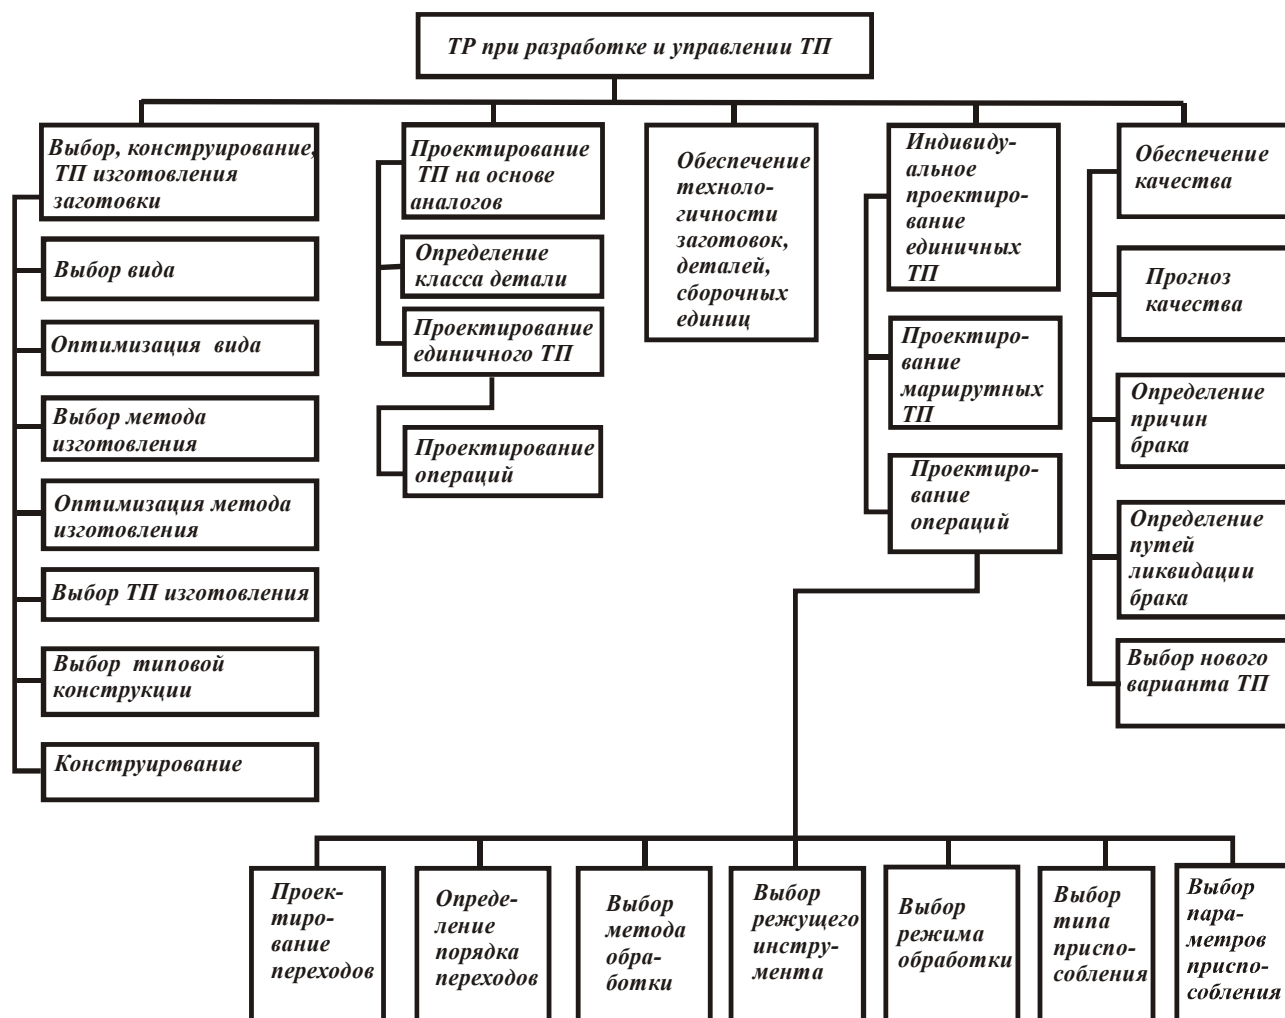 ТР при разработке и управлении ТП
Выбор, конструирование,
ТП изготовления
заготовки
Выбор вида
Оптимизация вида
Выбор метода
изготовления
Оптимизация метода
изготовления
Выбор ТП изготовления
Выбор типовой
конструкции
Конструирование
Проектирование
ТП на основе
аналогов
Определение
класса детали
Проектирование
единичного ТП
Проектирование
операций
Обеспечение
техноло-
гичности
заготовок,
деталей,
сборочных
единиц
Индивиду-
альное
проектиро-
вание
единичных
ТП
Проектиро-
вание
маршрутных
ТП
Проектиро-
вание
операций
Обеспечение
качества
Прогноз
качества
Определение
причин
брака
Определение
путей
ликвидации
брака
Выбор нового
варианта ТП
Проек-
тиро-
вание
переходов
Опреде-
ление
порядка
переходов
Выбор
метода
обра-
ботки
Выбор
режущего
инстру-
мента
Выбор
режима
обработки
Выбор
типа
приспо-
собления
Выбор
пара-
метров
приспо-
собления